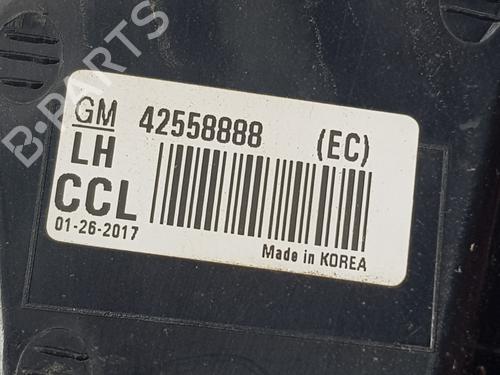 B-PARTS
GM 42558888 (EC)
LH
CCL
01-26-2017
Made in KOREA